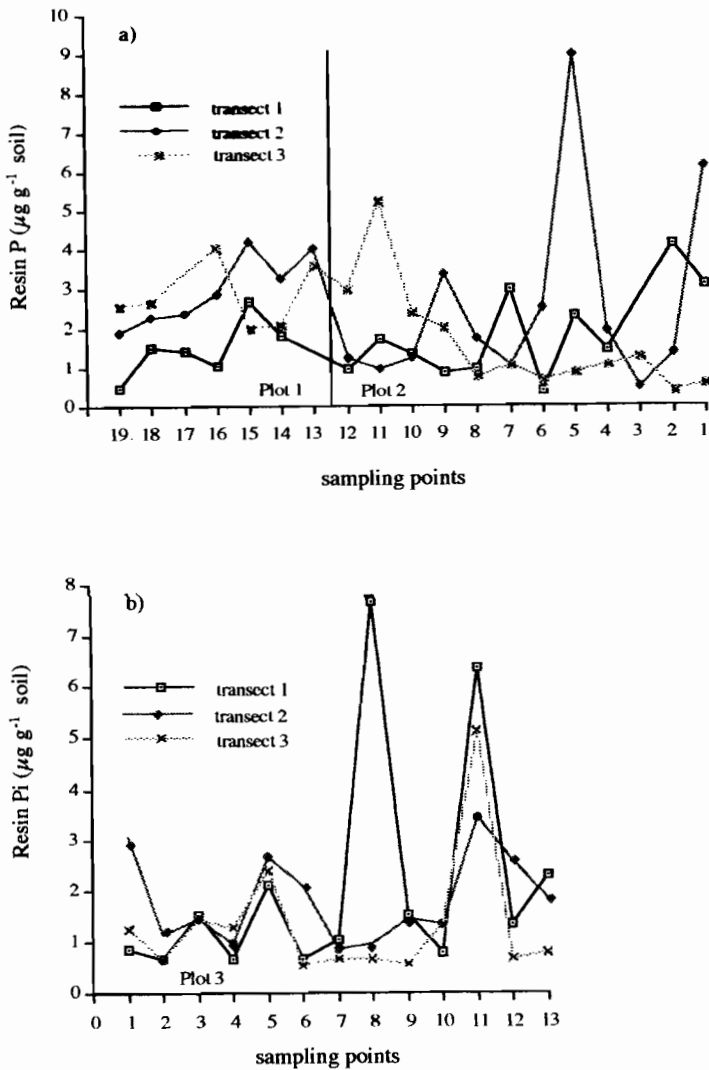 a)
10
9
8
7
6
5
4
3
2
1
0
Resin P (µg g⁻¹ soil)
transect 1
transect 2
transect 3
Plot 1 Plot 2
19. 18 17 16 15 14 13 12 11 10 9 8 7 6 5 4 3 2 1
sampling points
b)
8
7
6
5
4
3
2
1
0
Resin Pi (µg g⁻¹ soil)
transect 1
transect 2
transect 3
Plot 3
0 1 2 3 4 5 6 7 8 9 10 11 12 13
sampling points